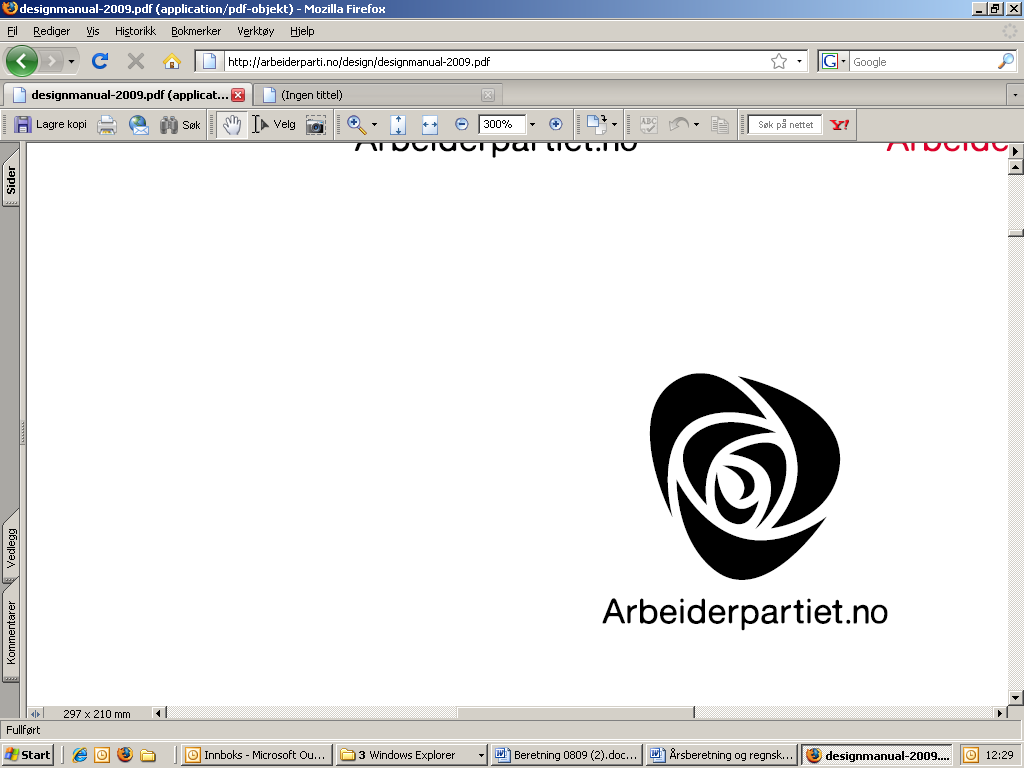 designmanual-2009.pdf (application/pdf-objekt) - Mozilla Firefox
Fil Rediger Vis Historikk Bokmerker Verktøy Hjelp
http://arbeiderparti.no/design/designmanual-2009.pdf
G Google
designmanual-2009.pdf (applicat... (Ingen tittel)
Lagre kopi Søk Velg 300% ABC Søk på nettet Y!
Arbeiderpartiet.no Arbeide
Sider
Arbeiderpartiet.no
Vedlegg
Kommentarer
297 x 210 mm
Fullført
Start Innboks - Microsoft Ou... 3 Windows Explorer Beretning 0809 (2).doc... Årsberetning og regnsk... designmanual-2009.... 12:29